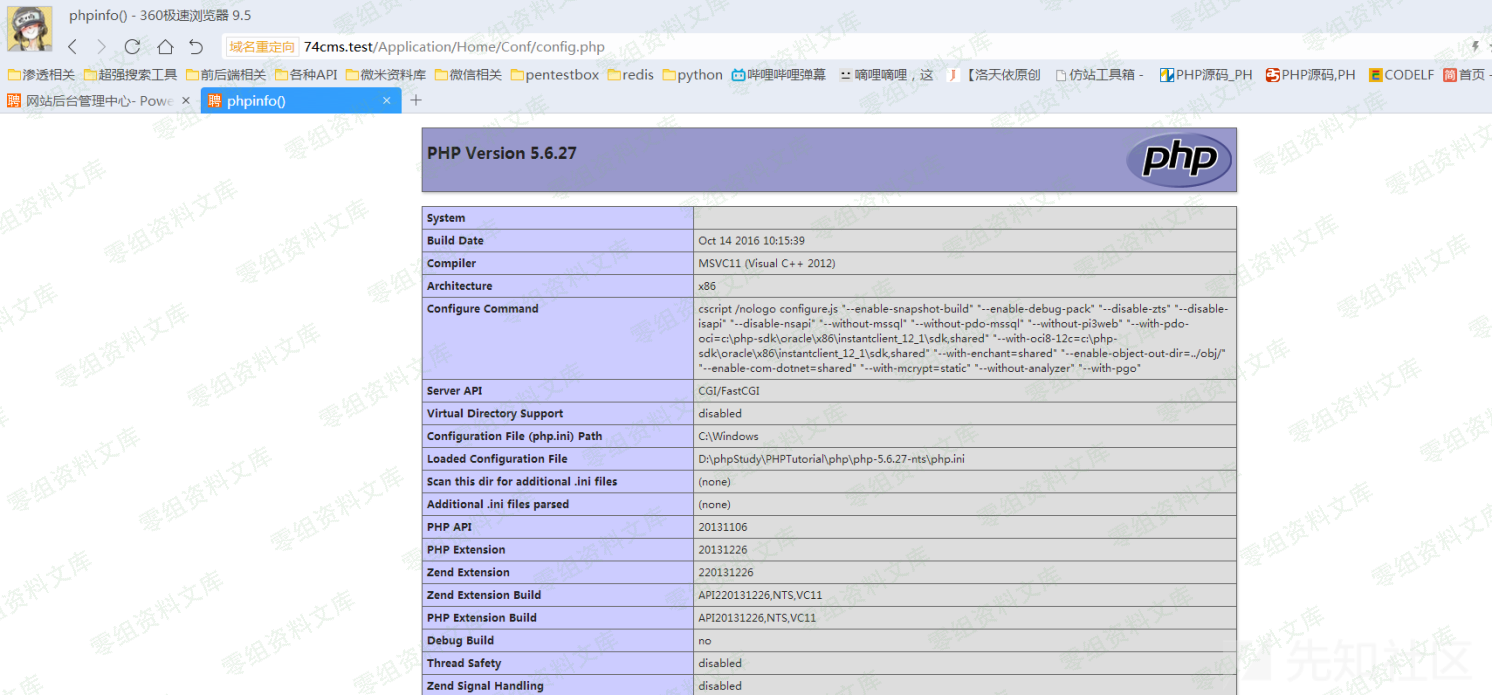 phpinfo() - 360极速浏览器 9.5
域名重定向 74cms.test/Application/Home/Conf/config.php
渗透相关 超强搜索工具 前后端相关 各种API 微米资料库 微信相关 pentestbox redis python 哔哩哔哩弹幕 嘀哩嘀哩，这 【洛天依原创 仿站工具箱 - PHP源码_PH PHP源码,PH CODELF 首页 -
网站后台管理中心- Powe × phpinfo() × +
PHP Version 5.6.27
php
System
Build Date Oct 14 2016 10:15:39
Compiler MSVC11 (Visual C++ 2012)
Architecture x86
Configure Command cscript /nologo configure.js "--enable-snapshot-build" "--enable-debug-pack" "--disable-zts" "--disable-
isapi" "--disable-nsapi" "--without-mssql" "--without-pdo-mssql" "--without-pi3web" "--with-pdo-
oci=c:\php-sdk\oracle\x86\instantclient_12_1\sdk,shared" "--with-oci8-12c=c:\php-
sdk\oracle\x86\instantclient_12_1\sdk,shared" "--with-enchant=shared" "--enable-object-out-dir=../obj/"
"--enable-com-dotnet=shared" "--with-mcrypt=static" "--without-analyzer" "--with-pgo"
Server API CGI/FastCGI
Virtual Directory Support disabled
Configuration File (php.ini) Path C:\Windows
Loaded Configuration File D:\phpStudy\PHPTutorial\php\php-5.6.27-nts\php.ini
Scan this dir for additional .ini files (none)
Additional .ini files parsed (none)
PHP API 20131106
PHP Extension 20131226
Zend Extension 220131226
Zend Extension Build API220131226,NTS,VC11
PHP Extension Build API20131226,NTS,VC11
Debug Build no
Thread Safety disabled
Zend Signal Handling disabled
零组资料文库
先知社区